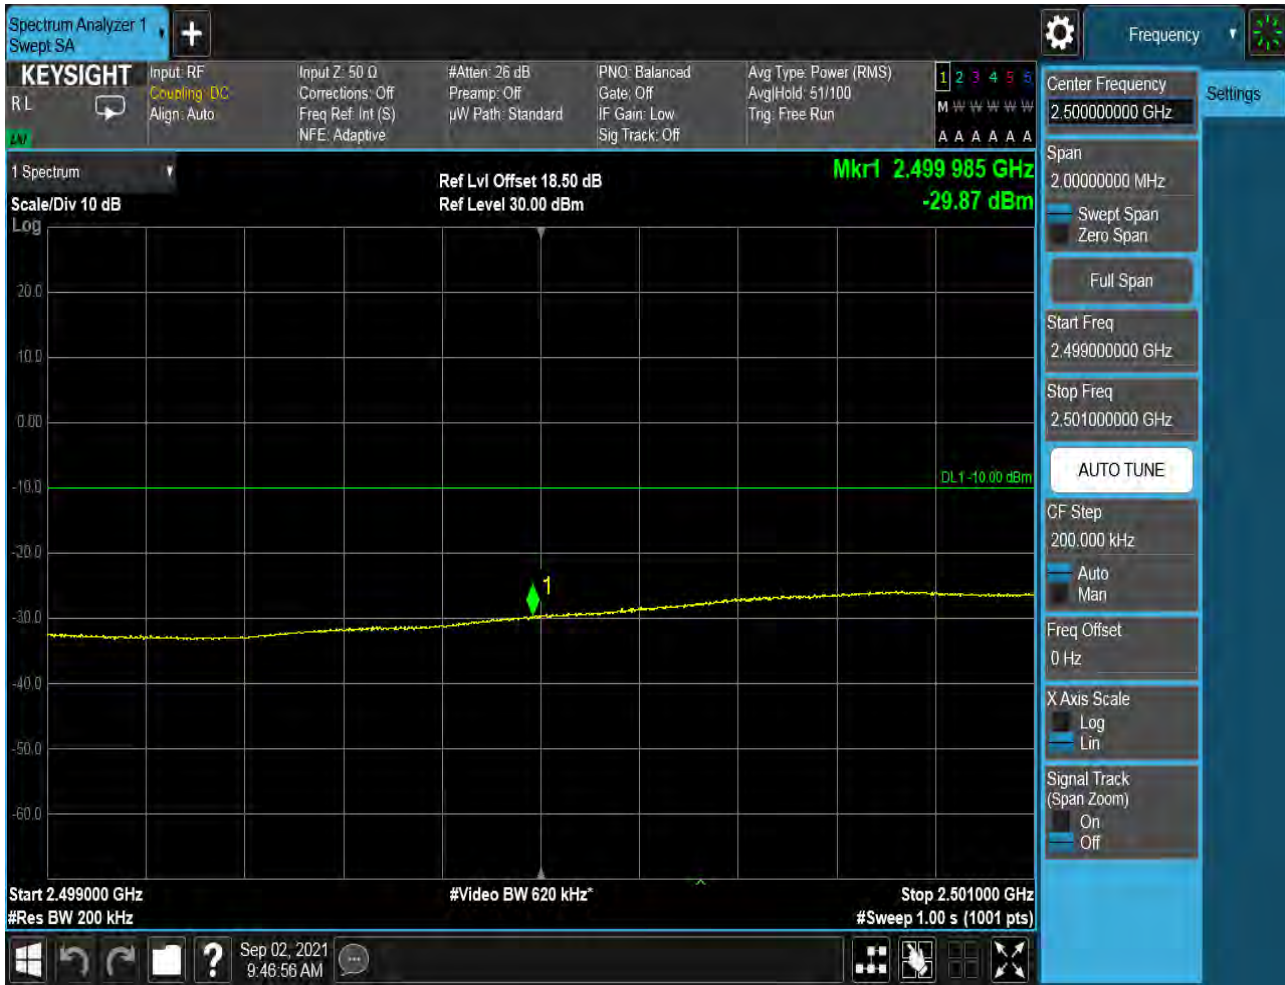 Spectrum Analyzer 1
Swept SA
Frequency
KEYSIGHT
R L
LXI
Input: RF
Coupling: DC
Align: Auto
Input Z: 50 Ω
Corrections: Off
Freq Ref: Int (S)
NFE: Adaptive
#Atten: 26 dB
Preamp: Off
µW Path: Standard
PNO: Balanced
Gate: Off
IF Gain: Low
Sig Track: Off
Avg Type: Power (RMS)
Avg|Hold: 51/100
Trig: Free Run
1 2 3 4 5 6
M W W W W W
A A A A A A
1 Spectrum
Scale/Div 10 dB
Log
Ref Lvl Offset 18.50 dB
Ref Level 30.00 dBm
Mkr1 2.499 985 GHz
-29.87 dBm
20.0
10.0
0.00
-10.0
-20.0
-30.0
-40.0
-50.0
-60.0
DL1 -10.00 dBm
1
Start 2.499000 GHz
#Res BW 200 kHz
#Video BW 620 kHz*
Stop 2.501000 GHz
#Sweep 1.00 s (1001 pts)
Sep 02, 2021
9:46:56 AM
Center Frequency
2.500000000 GHz
Settings
Span
2.00000000 MHz
Swept Span
Zero Span
Full Span
Start Freq
2.499000000 GHz
Stop Freq
2.501000000 GHz
AUTO TUNE
CF Step
200.000 kHz
Auto
Man
Freq Offset
0 Hz
X Axis Scale
Log
Lin
Signal Track
(Span Zoom)
On
Off